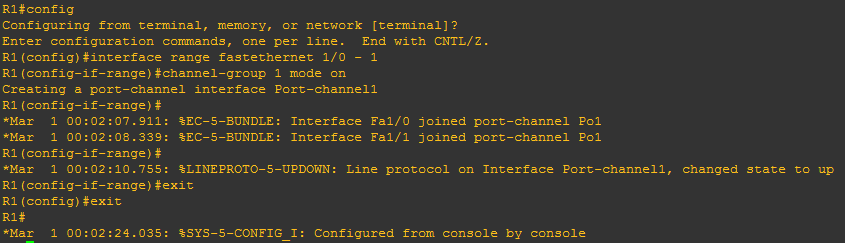 R1#config
Configuring from terminal, memory, or network [terminal]?
Enter configuration commands, one per line.  End with CNTL/Z.
R1(config)#interface range fastethernet 1/0 - 1
R1(config-if-range)#channel-group 1 mode on
Creating a port-channel interface Port-channel1
R1(config-if-range)#
*Mar  1 00:02:07.911: %EC-5-BUNDLE: Interface Fa1/0 joined port-channel Po1
*Mar  1 00:02:08.339: %EC-5-BUNDLE: Interface Fa1/1 joined port-channel Po1
R1(config-if-range)#
*Mar  1 00:02:10.755: %LINEPROTO-5-UPDOWN: Line protocol on Interface Port-channel1, changed state to up
R1(config-if-range)#exit
R1(config)#exit
R1#
*Mar  1 00:02:24.035: %SYS-5-CONFIG_I: Configured from console by console